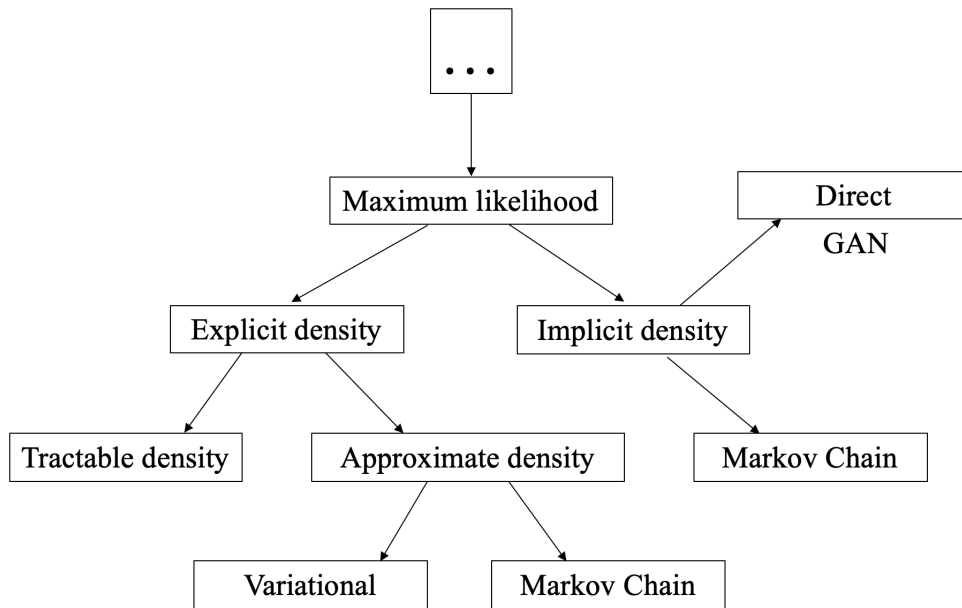 ...
Maximum likelihood
Direct
GAN
Explicit density
Implicit density
Tractable density
Approximate density
Markov Chain
Variational
Markov Chain